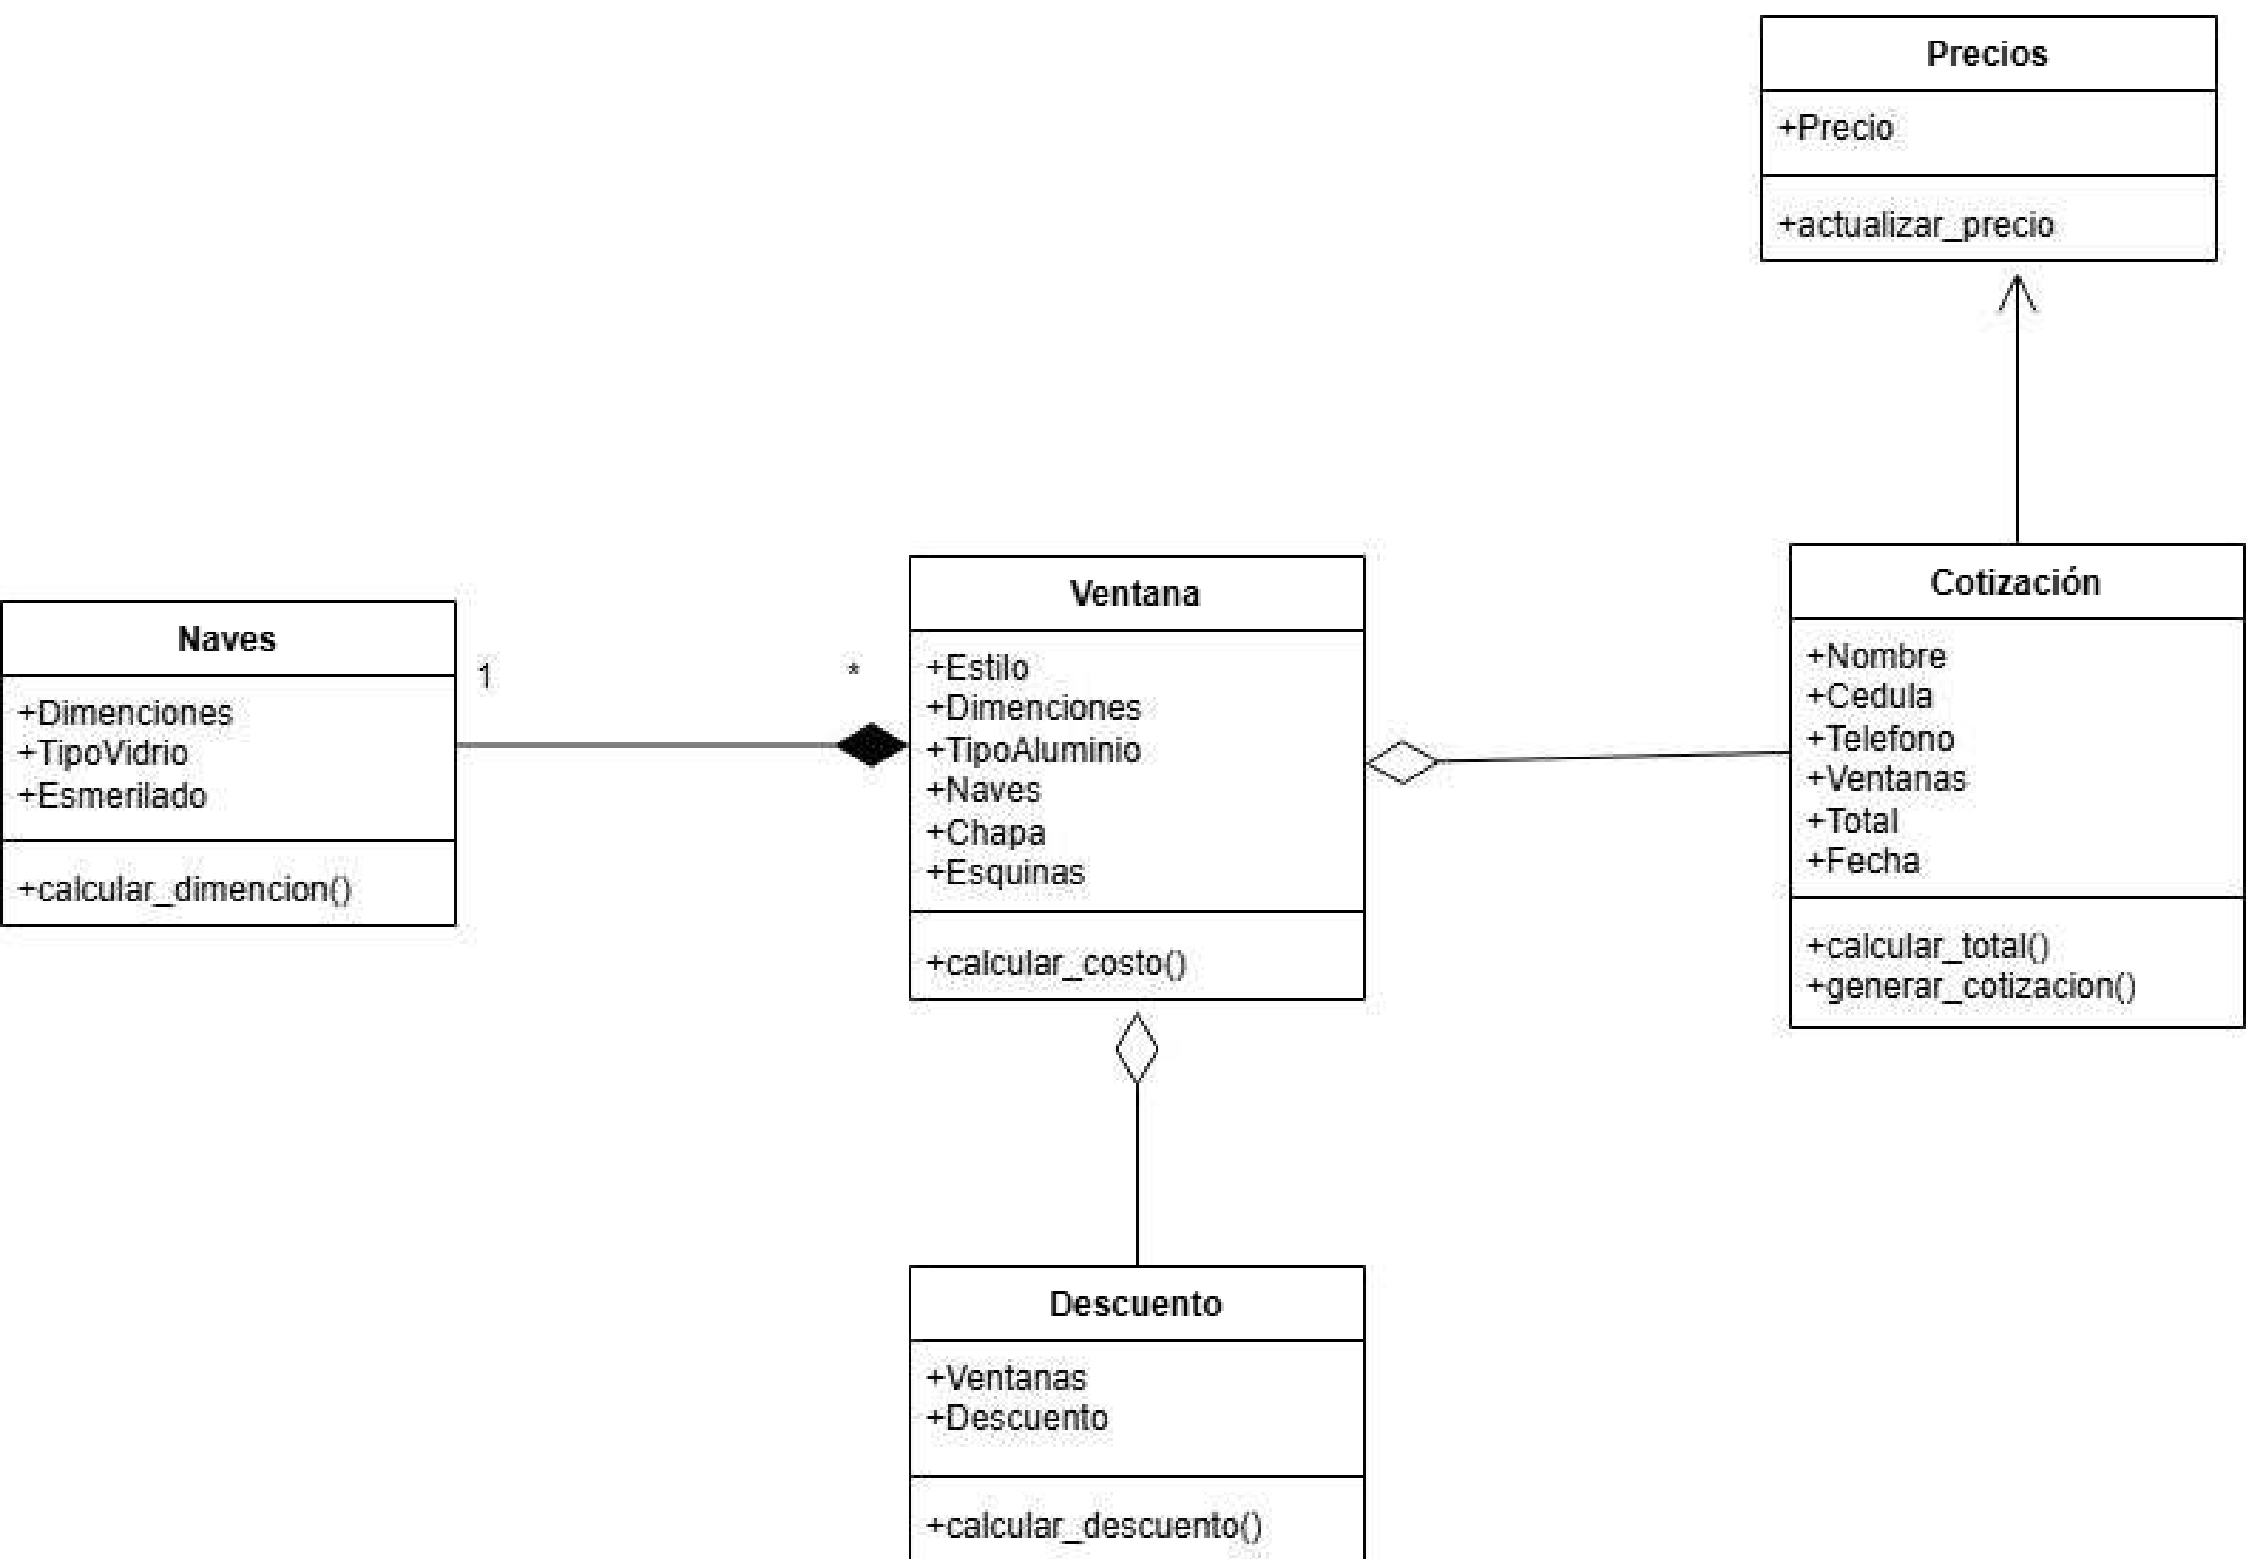 Precios
+Precio
+actualizar_precio
Naves
+Dimenciones
+TipoVidrio
+Esmerilado
+calcular_dimencion()
1
*
Ventana
+Estilo
+Dimenciones
+TipoAluminio
+Naves
+Chapa
+Esquinas
+calcular_costo()
Cotización
+Nombre
+Cedula
+Telefono
+Ventanas
+Total
+Fecha
+calcular_total()
+generar_cotizacion()
Descuento
+Ventanas
+Descuento
+calcular_descuento()